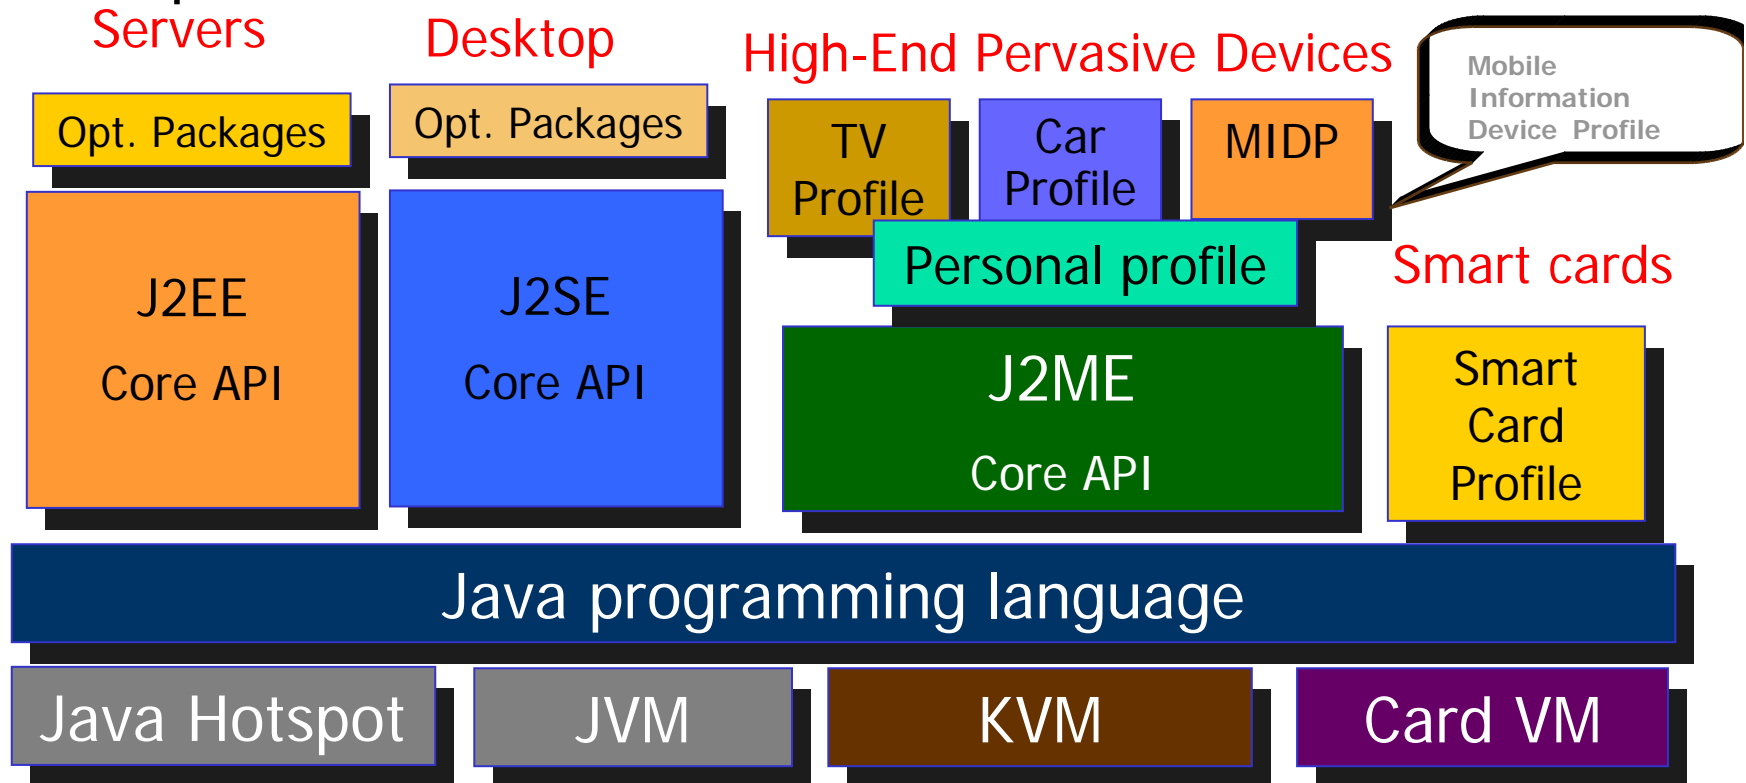 Servers
Desktop
High-End Pervasive Devices
Mobile
Information
Device Profile
Opt. Packages
Opt. Packages
TV
Profile
Car
Profile
MIDP
Personal profile
Smart cards
J2EE
Core API
J2SE
Core API
J2ME
Core API
Smart
Card
Profile
Java programming language
Java Hotspot
JVM
KVM
Card VM